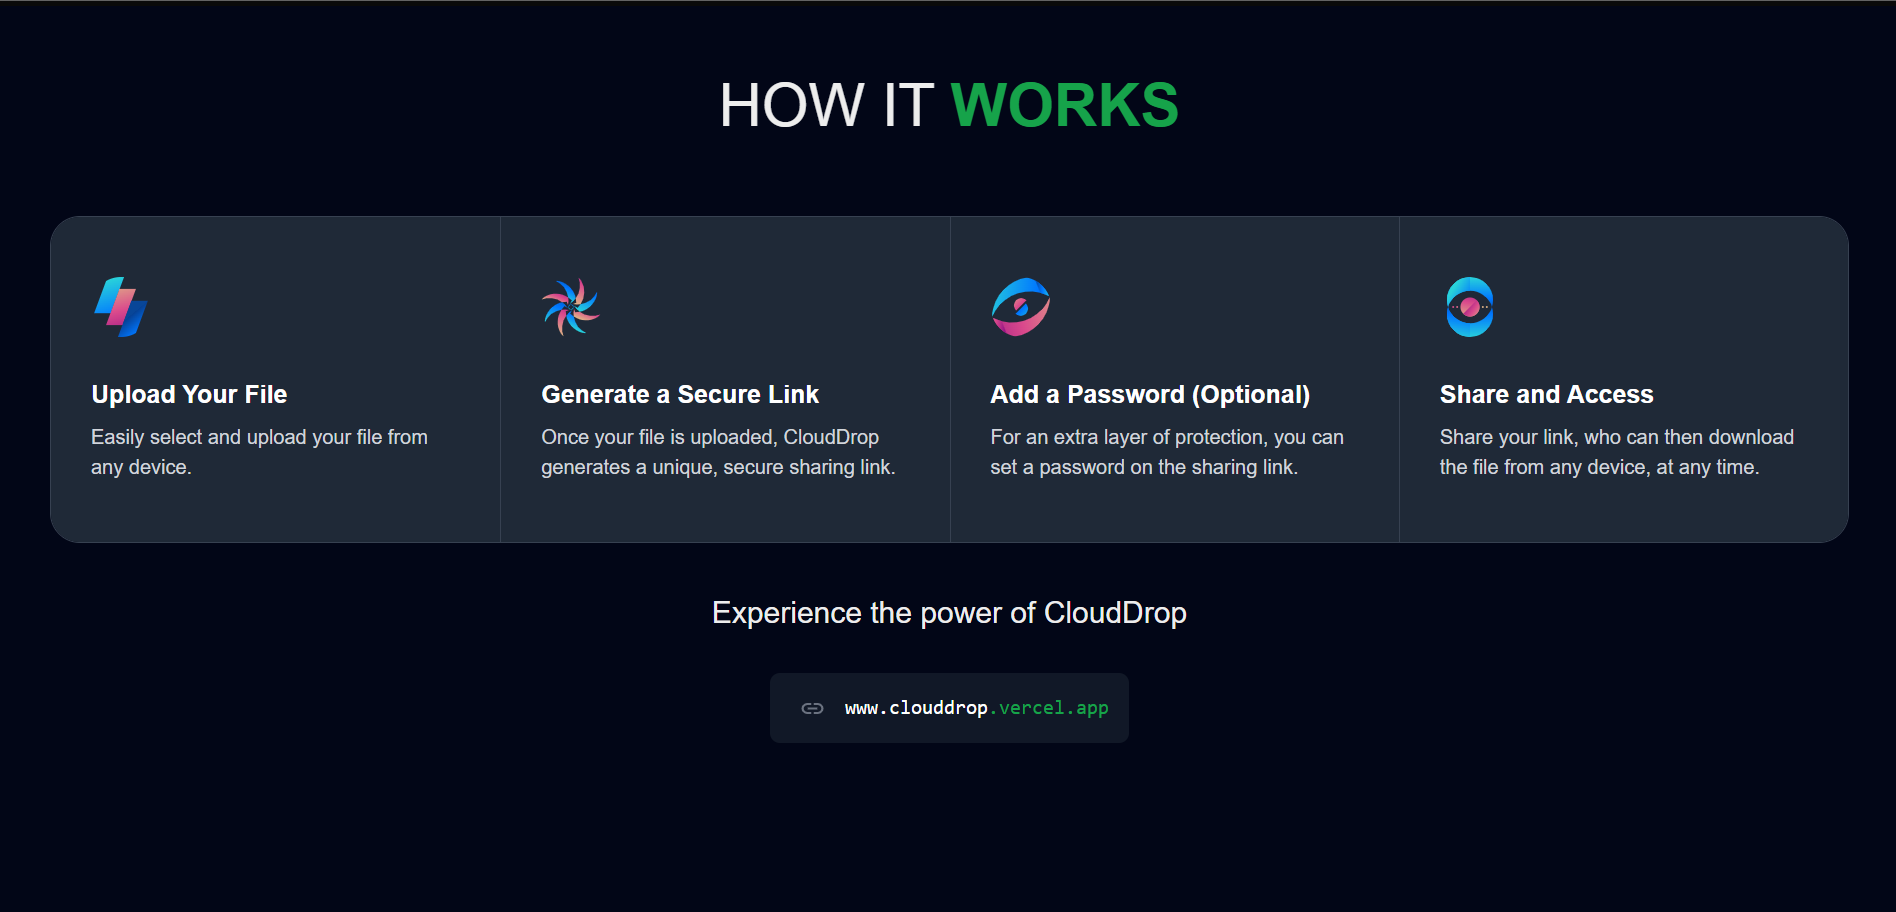 HOW IT WORKS
Upload Your File
Easily select and upload your file from
any device.
Generate a Secure Link
Once your file is uploaded, CloudDrop
generates a unique, secure sharing link.
Add a Password (Optional)
For an extra layer of protection, you can
set a password on the sharing link.
Share and Access
Share your link, who can then download
the file from any device, at any time.
Experience the power of CloudDrop
www.clouddrop.vercel.app